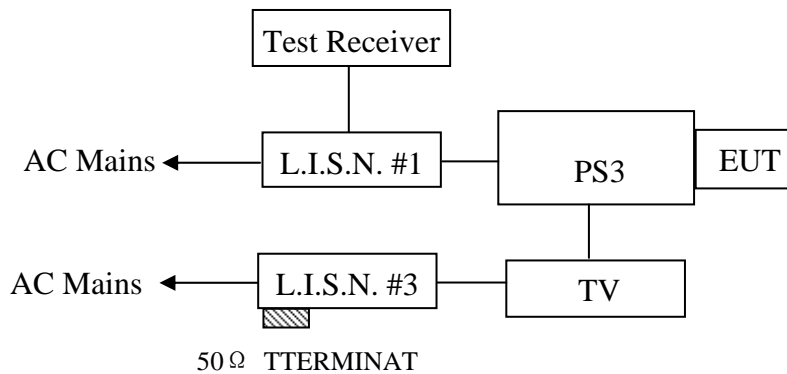 Test Receiver
AC Mains L.I.S.N. #1 PS3 EUT
AC Mains L.I.S.N. #3 TV
50Ω TTERMINAT